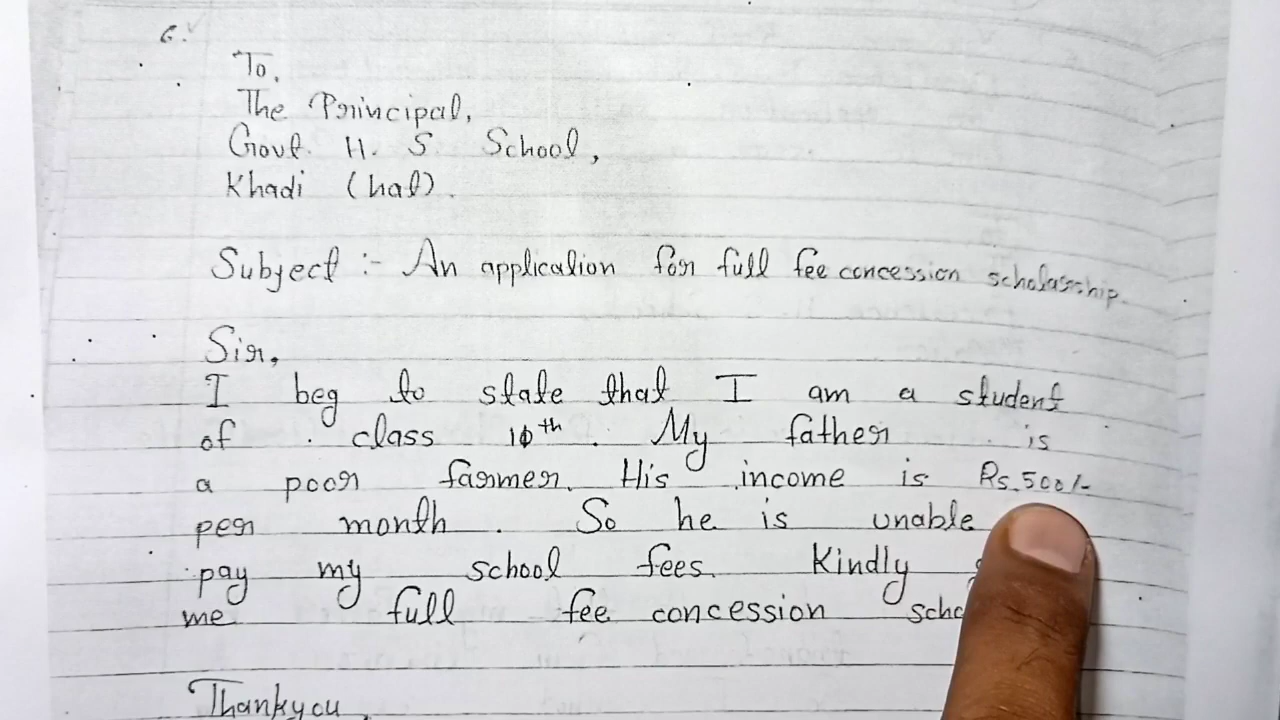 6.
To,
The Principal,
Govt. H. S. School,
Khadi (hal).
Subject :- An application for full fee concession scholarship.
Sir,
I beg to state that I am a student
of class 10th. My father is
a poor farmer. His income is Rs.500/-
per month. So he is unable
pay my school fees. Kindly
me full fee concession
Thankyou,